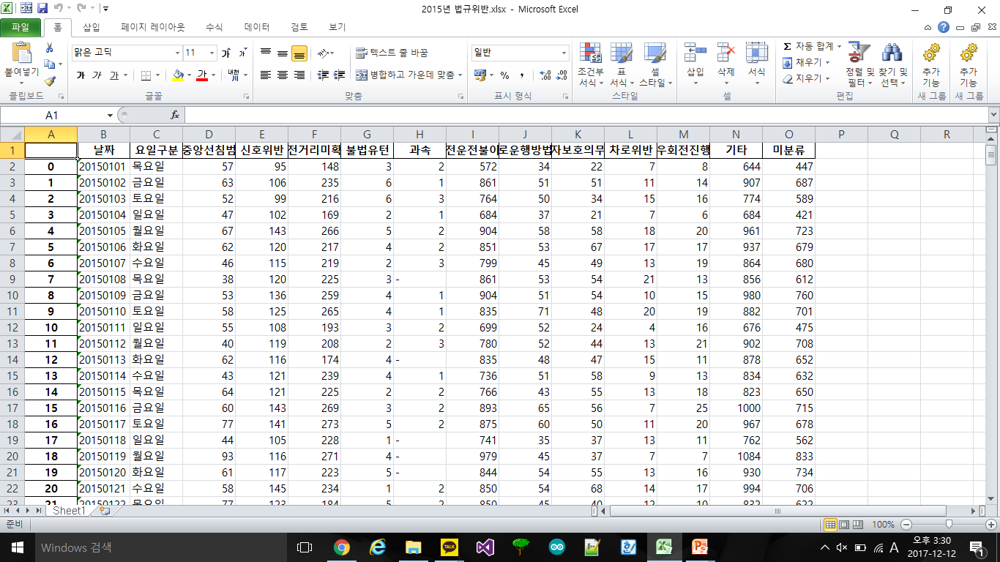 2015년 법규위반.xlsx - Microsoft Excel
파일 홈 삽입 페이지 레이아웃 수식 데이터 검토 보기
붙여넣기 맑은 고딕 11 가 가 텍스트 줄 바꿈 일반 조건부 서식 표 서식 셀 스타일 삽입 삭제 서식 자동 합계 채우기 지우기 정렬 및 필터 찾기 및 선택 추가 기능 추가 기능
가 가 가 가 내천 병합하고 가운데 맞춤 % ,
클립보드 글꼴 맞춤 표시 형식 스타일 셀 편집 새 그룹 새 그룹
A1 fx
A B C D E F G H I J K L M N O P Q R
1 날짜 요일구분 중앙선침범 신호위반 전거리미확 불법유턴 과속 전운전불이 로운행방법 자보호의무 차로위반 우회전진행 기타 미분류
2 0 20150101 목요일 57 95 148 3 2 572 34 22 7 8 644 447
3 1 20150102 금요일 63 106 235 6 1 861 51 51 11 14 907 687
4 2 20150103 토요일 52 99 216 6 3 764 50 34 15 16 774 589
5 3 20150104 일요일 47 102 169 2 1 684 37 21 7 6 684 421
6 4 20150105 월요일 67 143 266 5 2 904 58 58 18 20 961 723
7 5 20150106 화요일 62 120 217 4 2 851 53 67 17 17 937 679
8 6 20150107 수요일 46 115 219 2 3 799 45 49 13 19 864 680
9 7 20150108 목요일 38 120 225 3 - 861 53 54 21 13 856 612
10 8 20150109 금요일 53 136 259 4 1 904 51 54 10 15 980 760
11 9 20150110 토요일 58 125 265 4 1 835 71 48 20 19 882 701
12 10 20150111 일요일 55 108 193 3 2 699 52 24 4 16 676 475
13 11 20150112 월요일 40 119 208 2 3 780 52 44 13 21 902 708
14 12 20150113 화요일 62 116 174 4 - 835 48 47 15 11 878 652
15 13 20150114 수요일 43 121 239 4 1 736 51 58 9 13 834 632
16 14 20150115 목요일 64 121 225 2 2 766 43 55 13 18 823 650
17 15 20150116 금요일 60 143 269 3 2 893 65 56 7 25 1000 715
18 16 20150117 토요일 77 141 273 5 2 875 60 50 11 20 967 678
19 17 20150118 일요일 44 105 228 1 - 741 35 37 13 11 762 562
20 18 20150119 월요일 93 116 271 4 - 979 45 37 7 7 1084 833
21 19 20150120 화요일 61 117 223 5 - 844 54 55 13 16 930 734
22 20 20150121 수요일 58 145 234 1 2 850 54 68 14 17 994 706
23 21 20150122 목요일 77 123 184 5 2 850 45 40 12 10 832 622
Sheet1
준비 100%
Windows 검색 TALK A 오후 3:30
2017-12-12 1